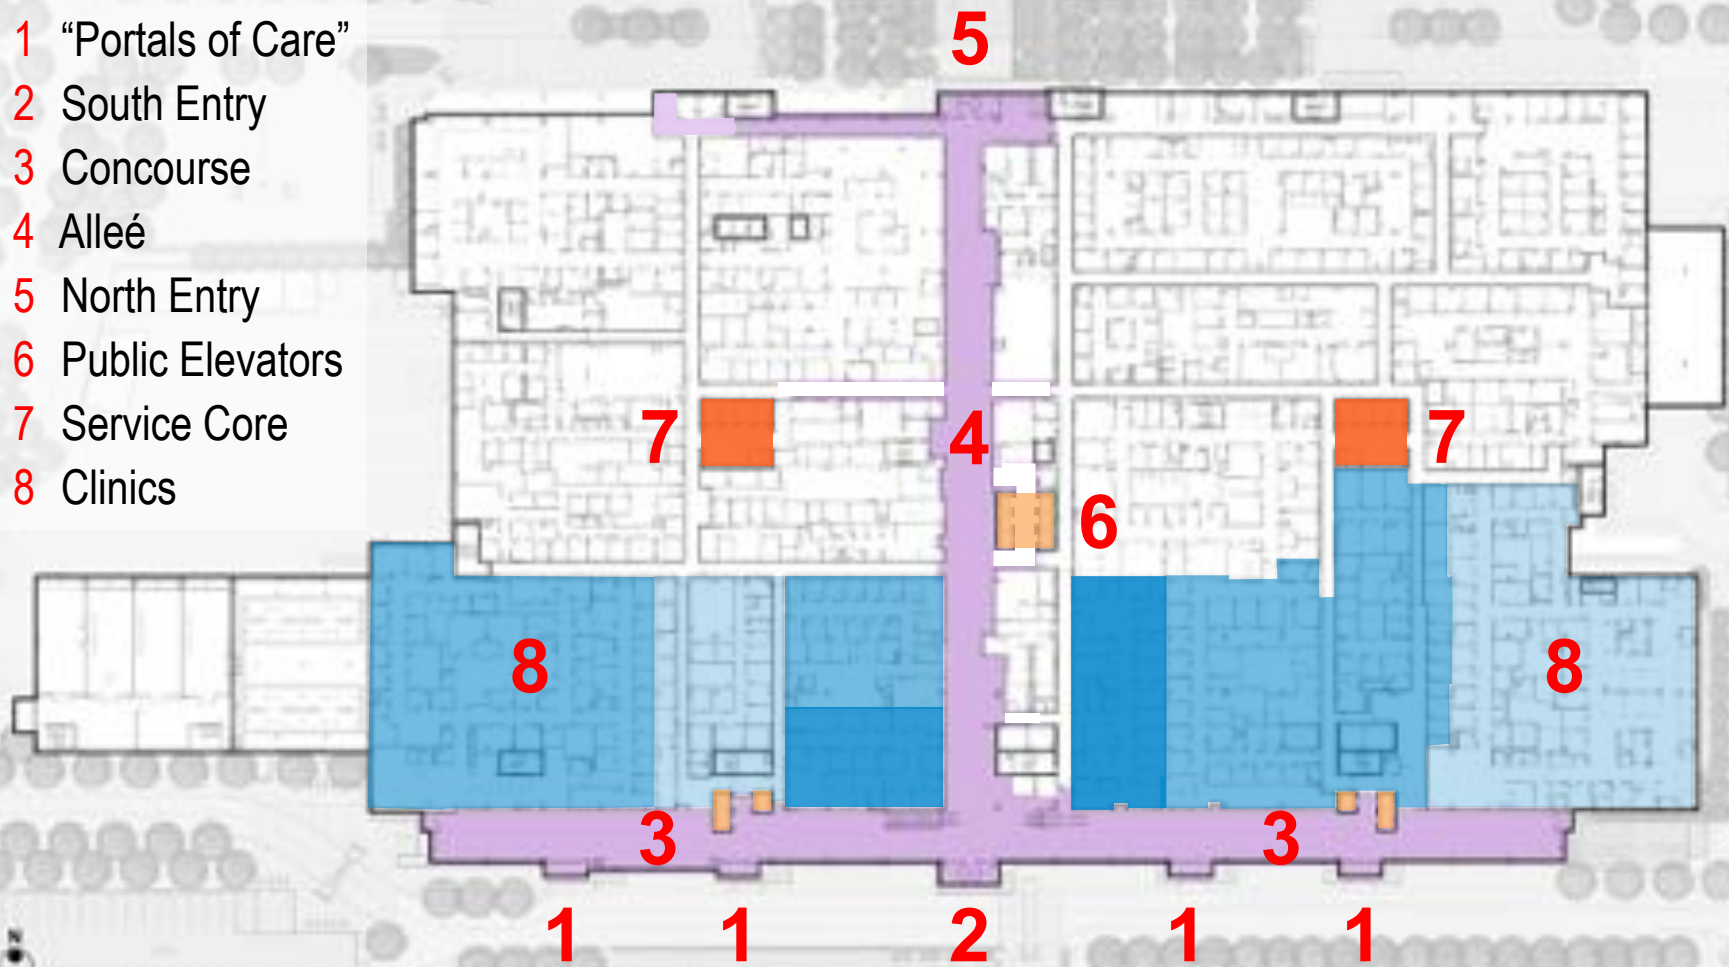 1 “Portals of Care”
2 South Entry
3 Concourse
4 Alleé
5 North Entry
6 Public Elevators
7 Service Core
8 Clinics
5
7 4 7
6
8 8
3 3
1 1 2 1 1
N